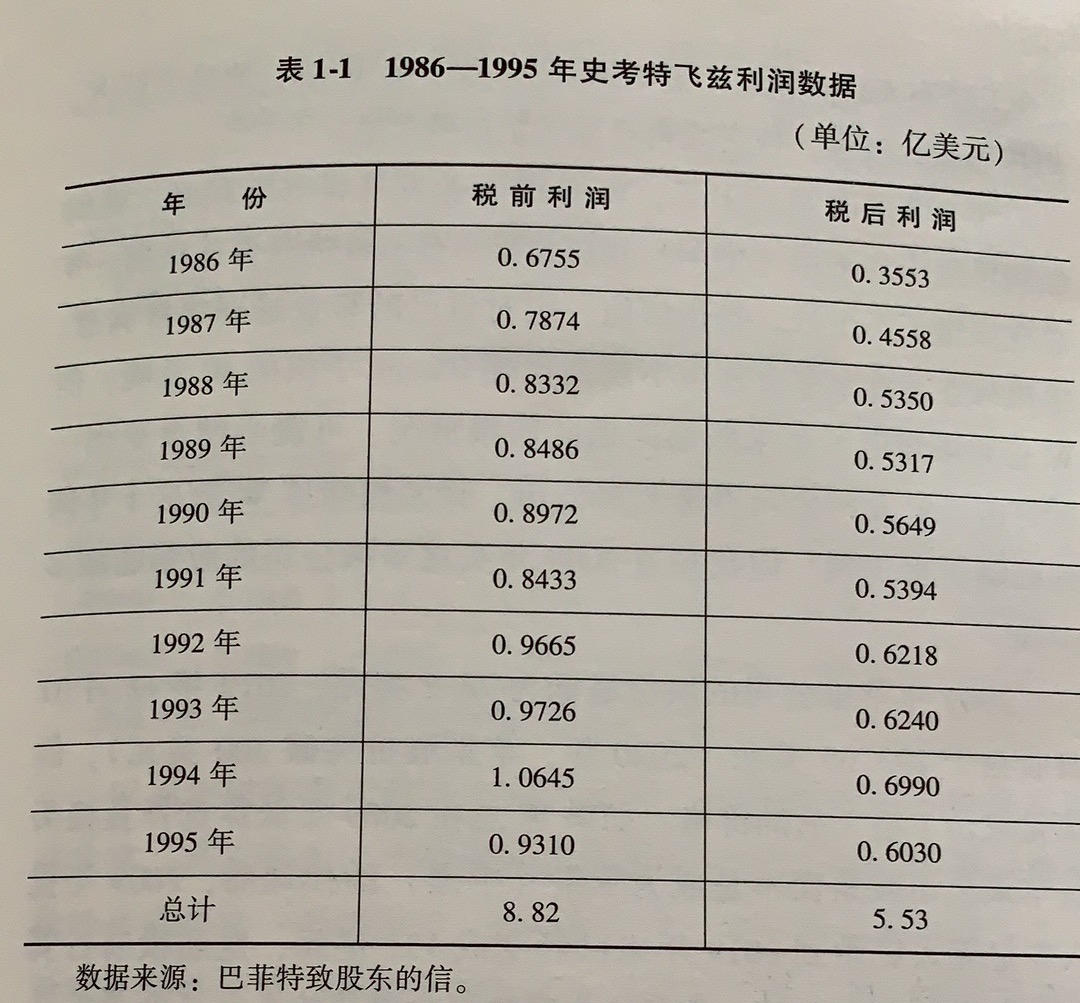 表 1-1 1986—1995 年史考特飞兹利润数据
(单位：亿美元)
年 份 税前利润 税后利润
1986 年 0.6755 0.3553
1987 年 0.7874 0.4558
1988 年 0.8332 0.5350
1989 年 0.8486 0.5317
1990 年 0.8972 0.5649
1991 年 0.8433 0.5394
1992 年 0.9665 0.6218
1993 年 0.9726 0.6240
1994 年 1.0645 0.6990
1995 年 0.9310 0.6030
总计 8.82 5.53
数据来源：巴菲特致股东的信。